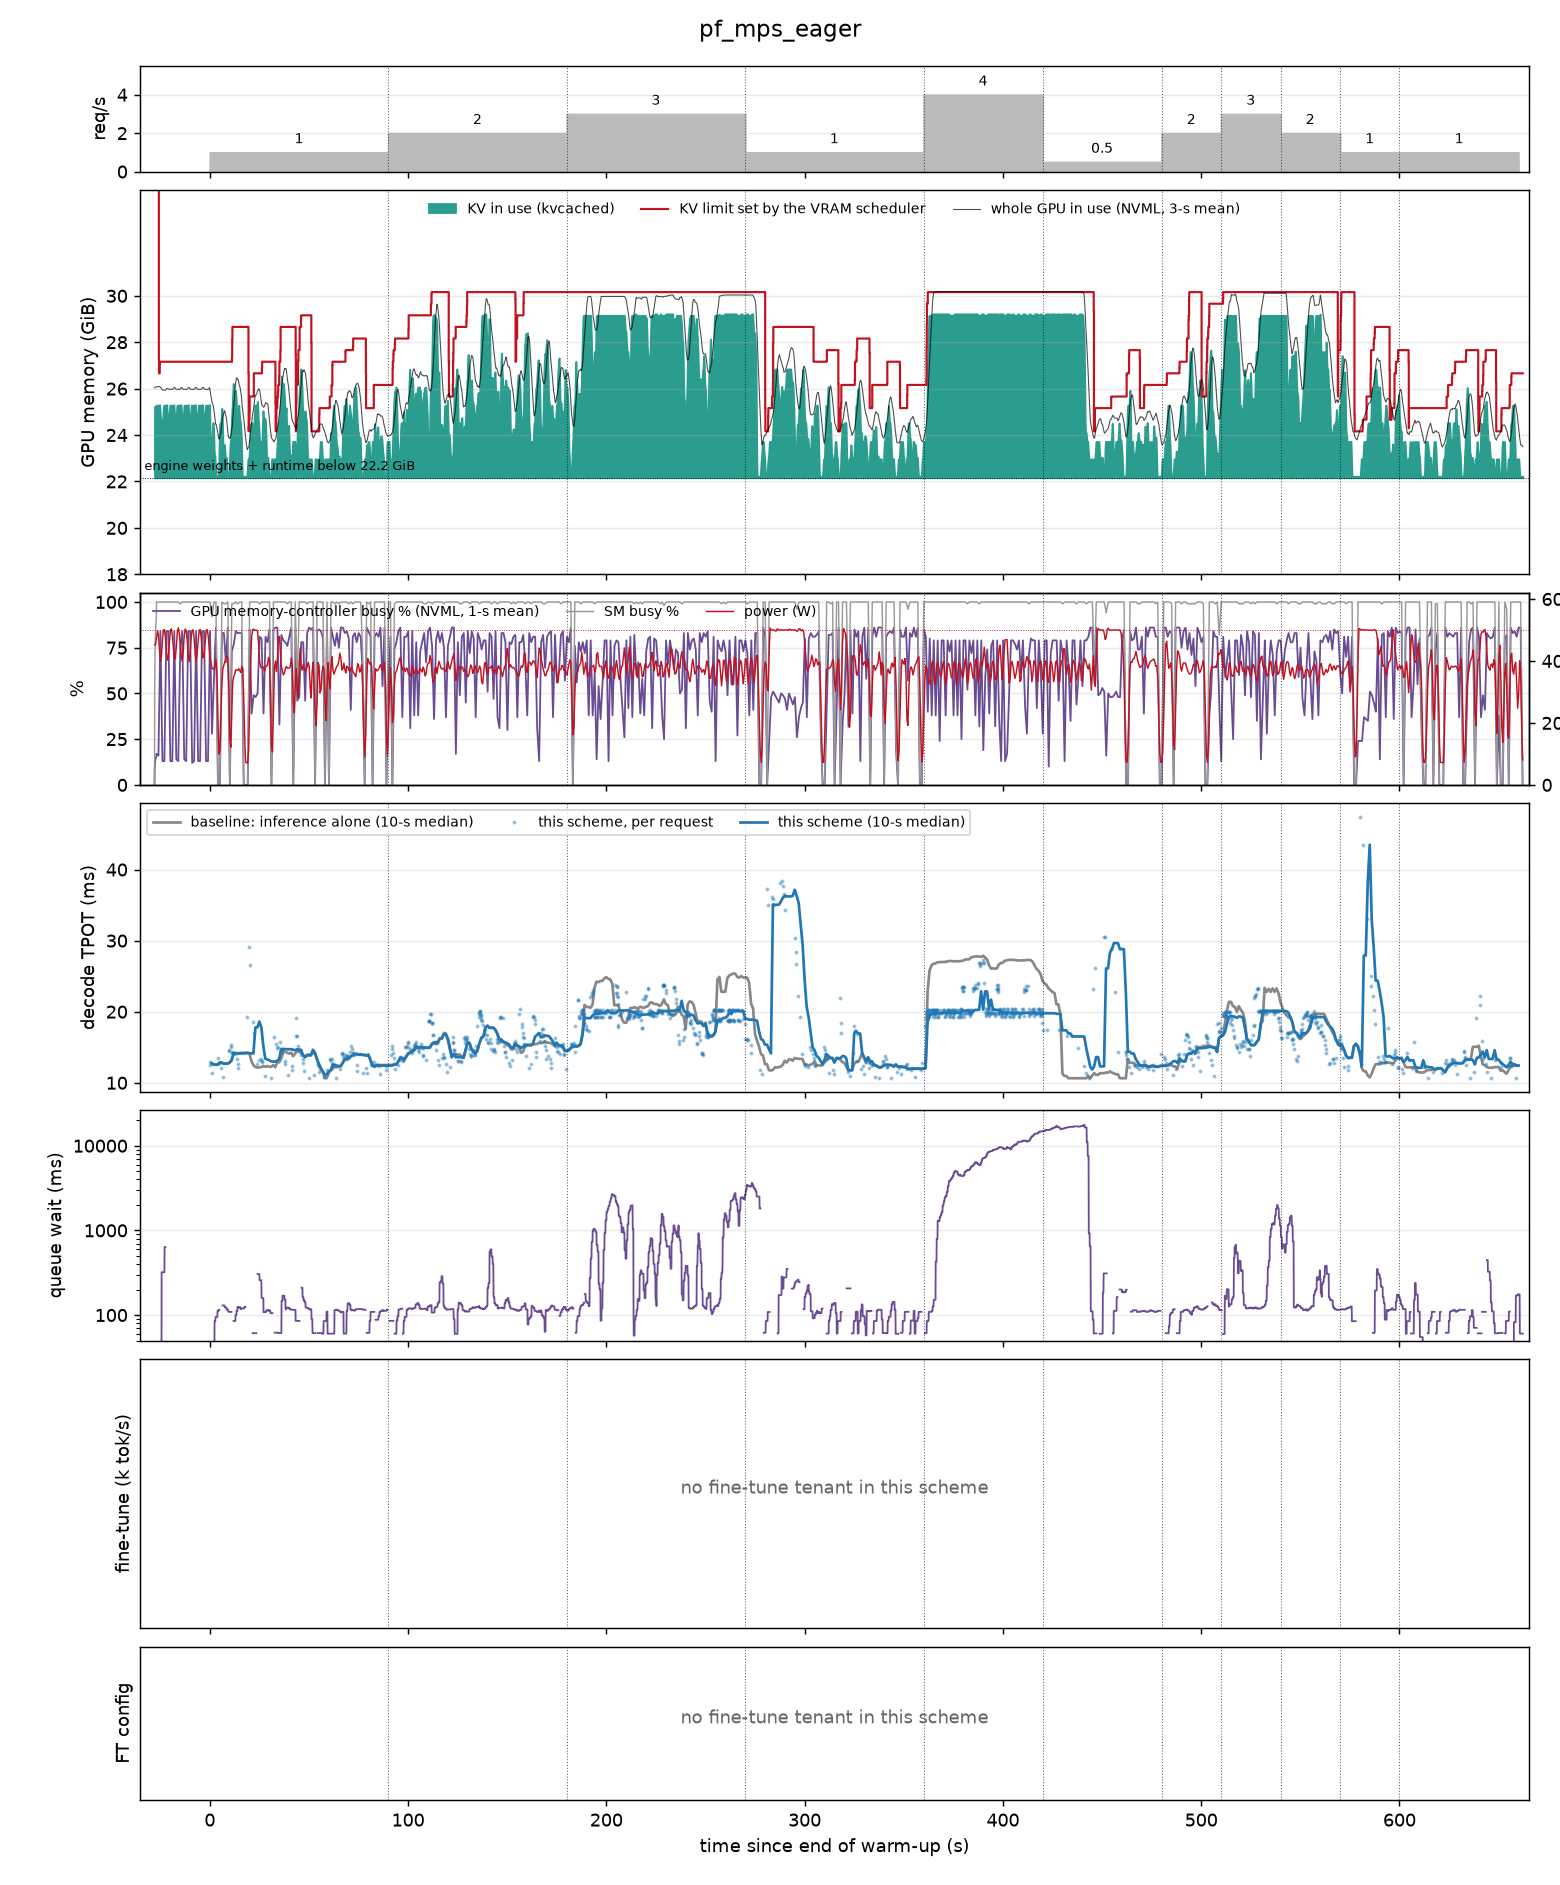 pf_mps_eager
req/s
4
2
0
1
2
3
1
4
0.5
2
3
2
1
1
GPU memory (GiB)
30
28
26
24
22
20
18
KV in use (kvcached)
KV limit set by the VRAM scheduler
whole GPU in use (NVML, 3-s mean)
engine weights + runtime below 22.2 GiB
%
100
75
50
25
0
GPU memory-controller busy % (NVML, 1-s mean)
SM busy %
power (W)
0
decode TPOT (ms)
40
30
20
10
baseline: inference alone (10-s median)
this scheme, per request
this scheme (10-s median)
queue wait (ms)
10000
1000
100
fine-tune (k tok/s)
no fine-tune tenant in this scheme
FT config
no fine-tune tenant in this scheme
0
100
200
300
400
500
600
time since end of warm-up (s)